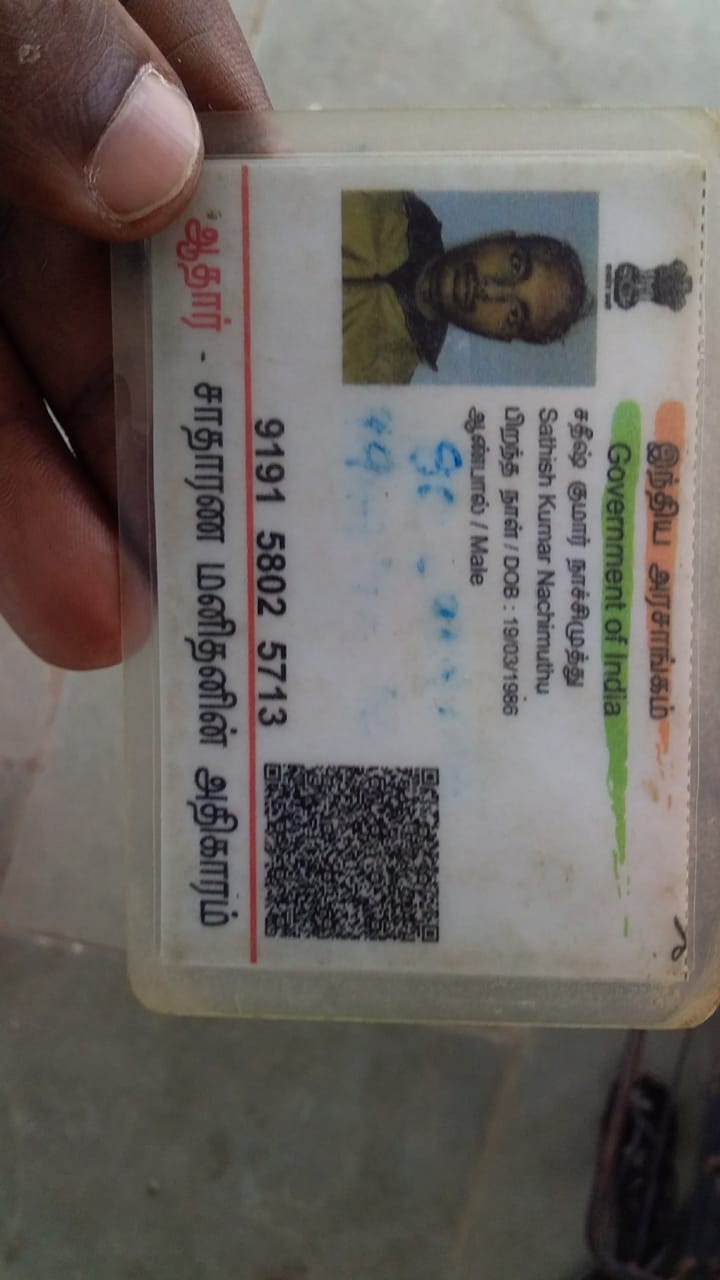 இந்திய அரசாங்கம்
Government of India
சதீஷ் குமார் நாச்சிமுத்து
Sathish Kumar Nachimuthu
பிறந்த நாள் / DOB : 19/03/1986
ஆண்பால் / Male
9191 5802 5713
ஆதார் - சாதாரண மனிதனின் அதிகாரம்